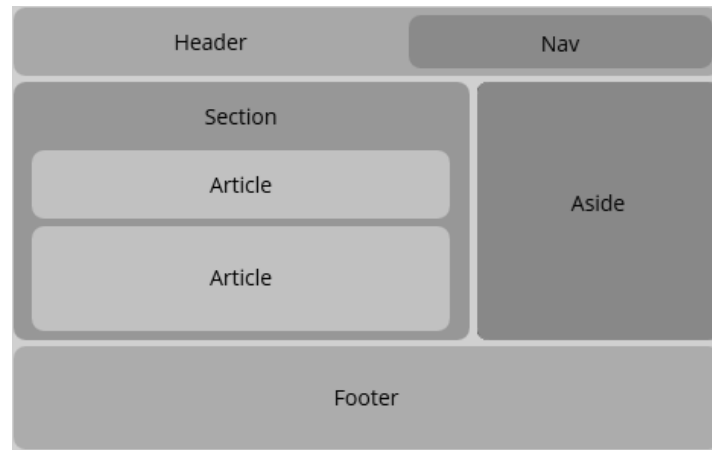 Header
Nav
Section
Article
Article
Aside
Footer